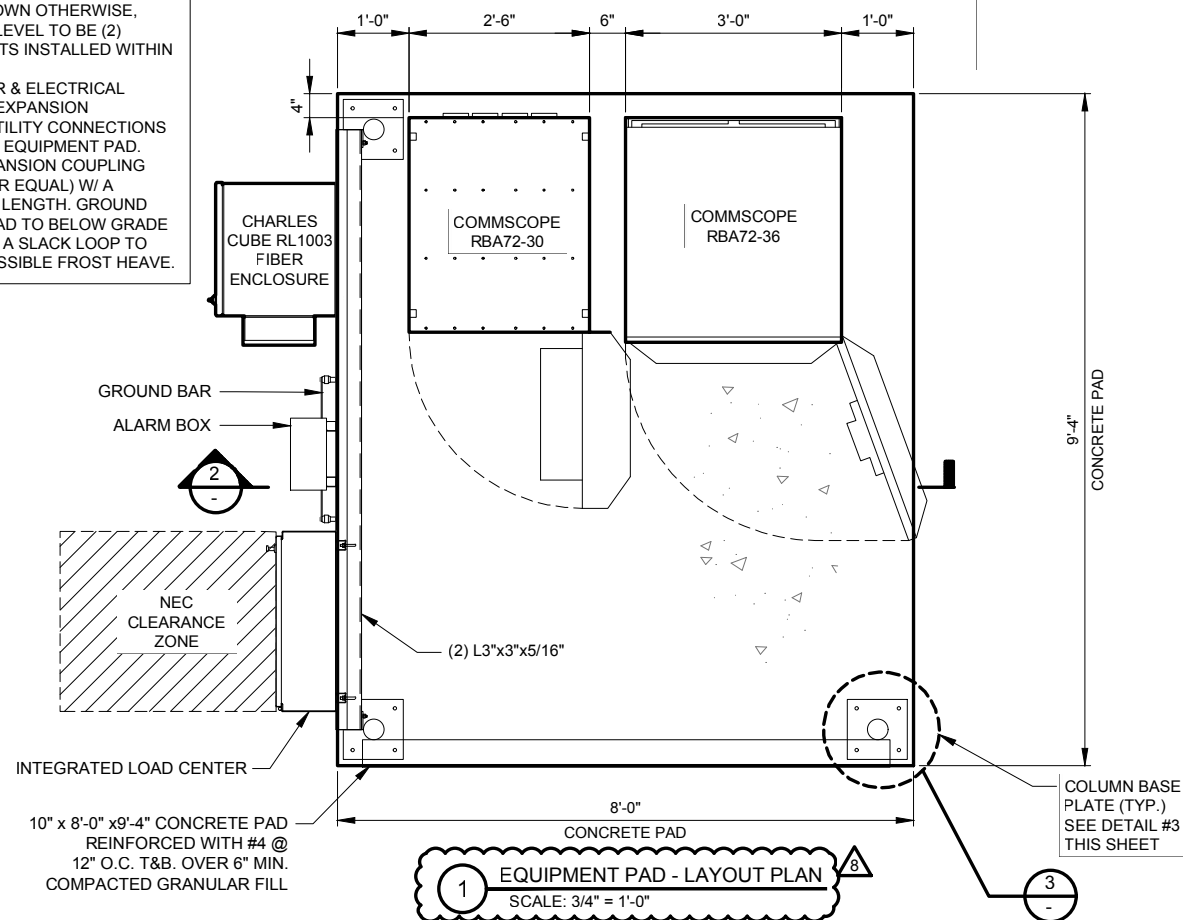 OWN OTHERWISE,
LEVEL TO BE (2)
TS INSTALLED WITHIN
R & ELECTRICAL
EXPANSION
TILITY CONNECTIONS
EQUIPMENT PAD.
ANSION COUPLING
R EQUAL) W/ A
LENGTH. GROUND
AD TO BELOW GRADE
A SLACK LOOP TO
SSIBLE FROST HEAVE.
1'-0"
2'-6"
6"
3'-0"
1'-0"
4"
CHARLES
CUBE RL1003
FIBER
ENCLOSURE
COMMSCOPE
RBA72-30
COMMSCOPE
RBA72-36
GROUND BAR
ALARM BOX
2
-
9'-4"
CONCRETE PAD
NEC
CLEARANCE
ZONE
(2) L3"x3"x5/16"
INTEGRATED LOAD CENTER
10" x 8'-0" x9'-4" CONCRETE PAD
REINFORCED WITH #4 @
12" O.C. T&B. OVER 6" MIN.
COMPACTED GRANULAR FILL
8'-0"
CONCRETE PAD
COLUMN BASE
PLATE (TYP.)
SEE DETAIL #3
THIS SHEET
3
-
1
EQUIPMENT PAD - LAYOUT PLAN
SCALE: 3/4" = 1'-0"
8